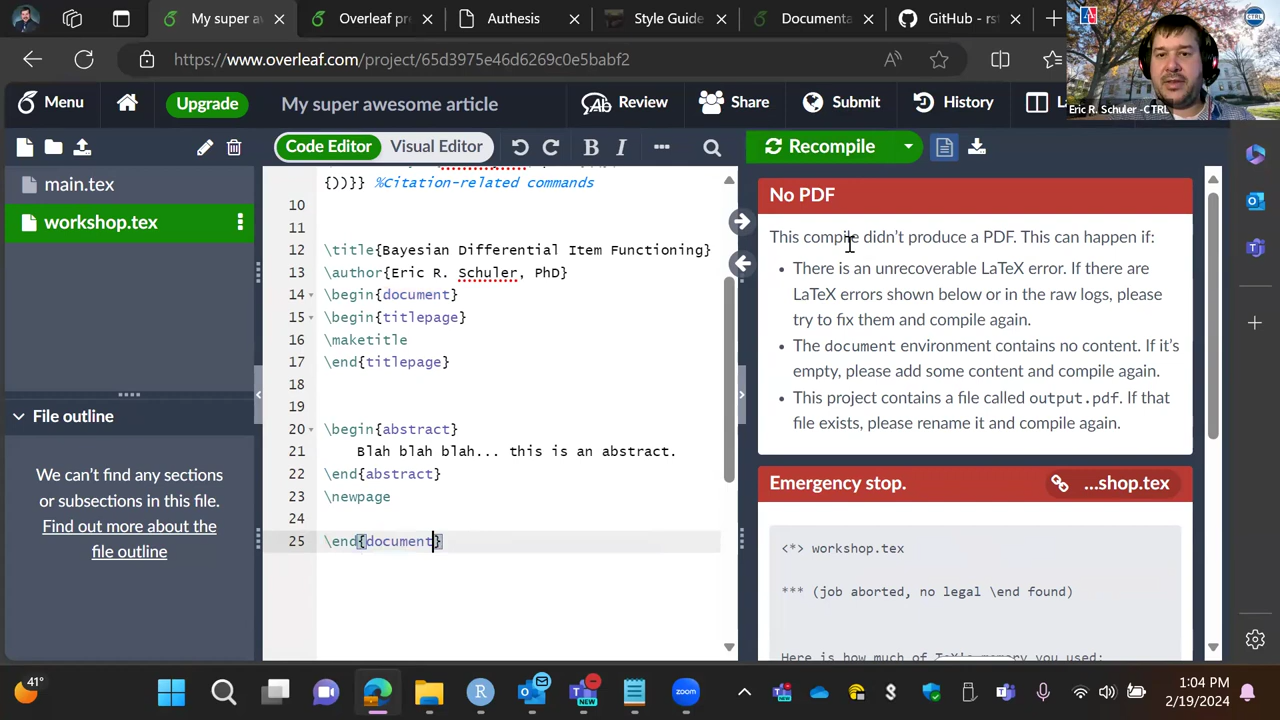 My super av
Overleaf pre
Authesis
Style Guide
Documenta
GitHub - rst
CTRL
https://www.overleaf.com/project/65d3975e46d6269c0e5babf2
Eric R. Schuler -CTRL
Menu
Upgrade
My super awesome article
Review
Share
Submit
History
Code Editor
Visual Editor
B
I
Recompile
main.tex
workshop.tex
{))}} %Citation-related commands
10
11
12 \title{Bayesian Differential Item Functioning}
13 \author{Eric R. Schuler, PhD}
14 \begin{document}
15 \begin{titlepage}
16 \maketitle
17 \end{titlepage}
18
19
20 \begin{abstract}
21 Blah blah blah... this is an abstract.
22 \end{abstract}
23 \newpage
24
25 \end{document}
File outline
We can't find any sections
or subsections in this file.
Find out more about the
file outline
No PDF
This compile didn't produce a PDF. This can happen if:
• There is an unrecoverable LaTeX error. If there are
LaTeX errors shown below or in the raw logs, please
try to fix them and compile again.
• The document environment contains no content. If it's
empty, please add some content and compile again.
• This project contains a file called output.pdf. If that
file exists, please rename it and compile again.
Emergency stop.
...shop.tex
<*> workshop.tex
*** (job aborted, no legal \end found)
Here is how much of TeX's memory you used:
41°
R
NEW
zoom
NEW
1:04 PM
2/19/2024